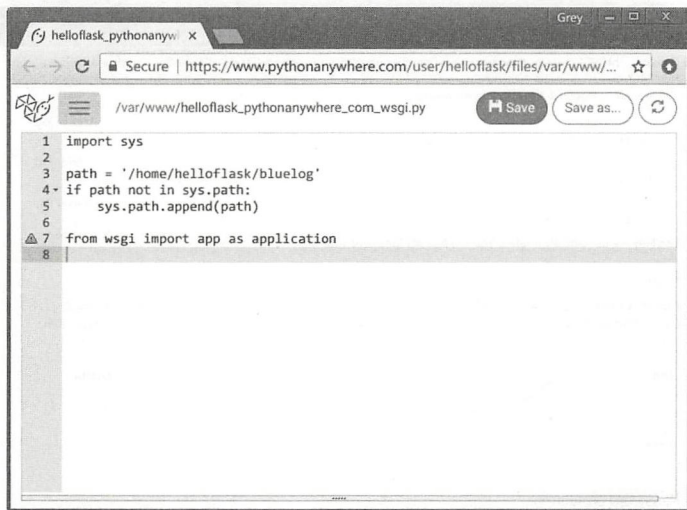 Grey
helloflask_pythonanyw
Secure | https://www.pythonanywhere.com/user/helloflask/files/var/www/...
/var/www/helloflask_pythonanywhere_com_wsgi.py
Save
Save as...
1 import sys
2
3 path = '/home/helloflask/bluelog'
4 if path not in sys.path:
5     sys.path.append(path)
6
7 from wsgi import app as application
8